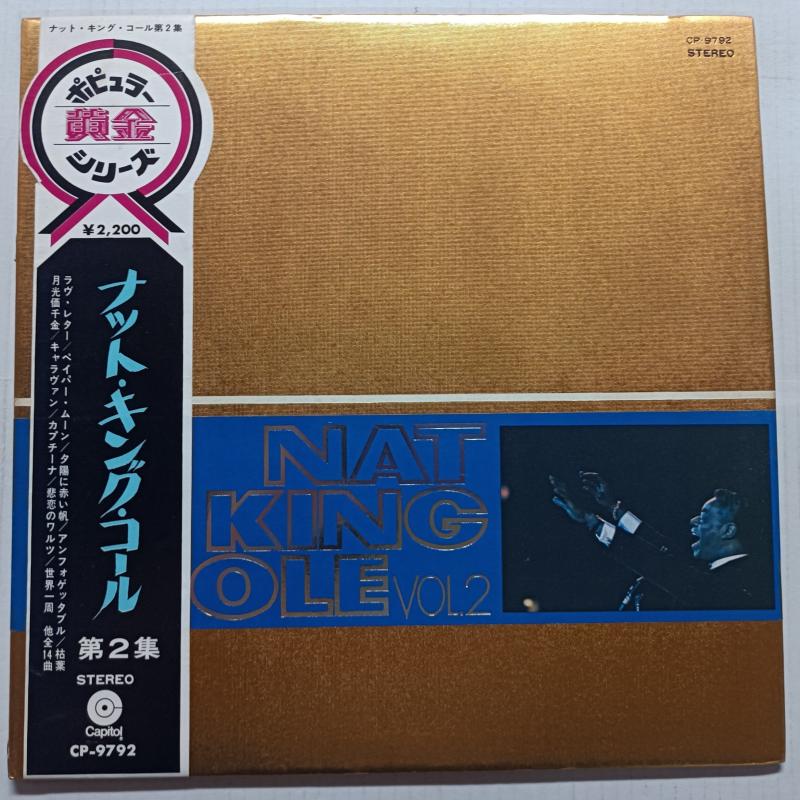 ナット・キング・コール第2集
ポピュラー
黄金
シリーズ
¥2,200
ナット・キング・コール
第2集
ラヴ・レター/ペイパー・ムーン/夕陽に赤い帆/アンフォゲッタブル/枯葉
月光価千金/キャラヴァン/カプチーナ/悲恋のワルツ/世界一周 他全14曲
STEREO
Capitol
CP-9792
CP-9792
STEREO
NAT
KING
OLE VOL.2